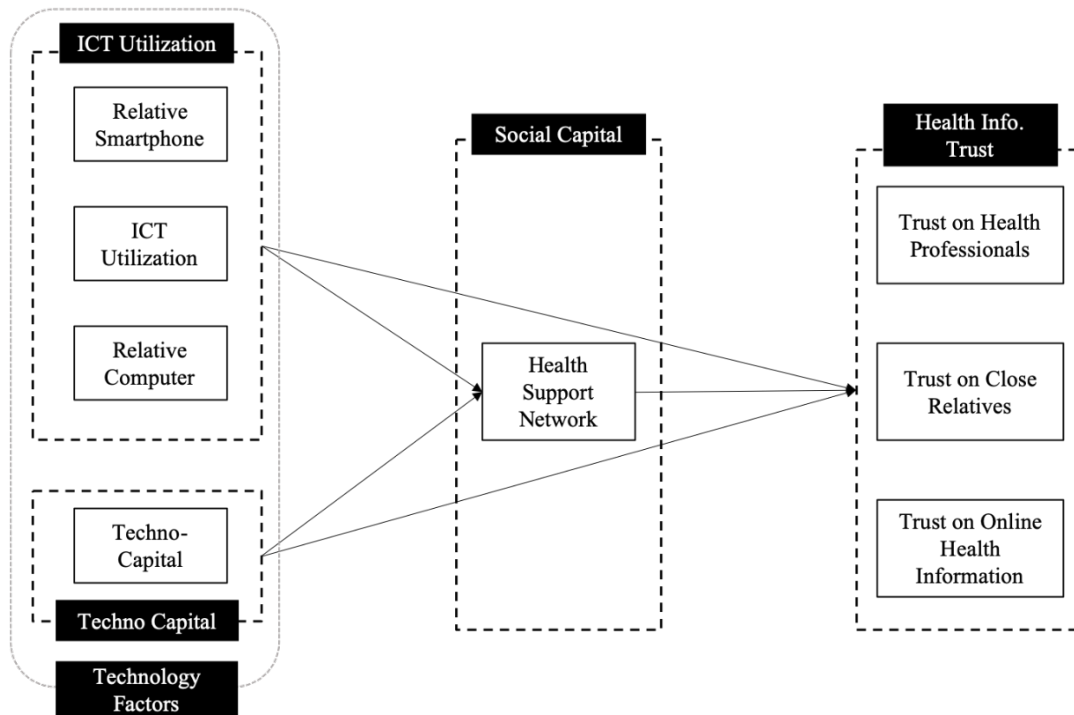 ICT Utilization
Relative
Smartphone
ICT
Utilization
Relative
Computer
Techno-
Capital
Techno Capital
Technology
Factors
Social Capital
Health
Support
Network
Health Info.
Trust
Trust on Health
Professionals
Trust on Close
Relatives
Trust on Online
Health
Information